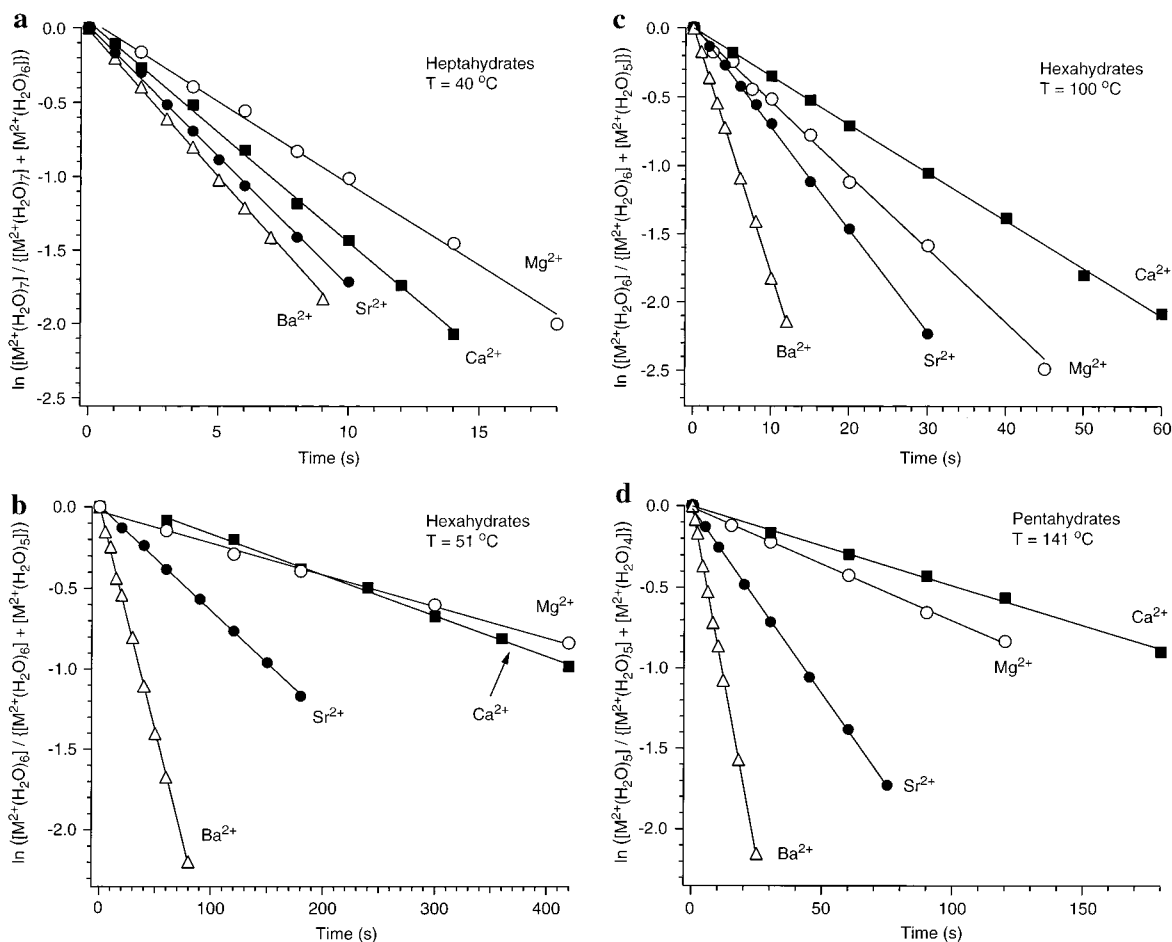 a
ln ([M²⁺(H₂O)₇] / {[M²⁺(H₂O)₇] + [M²⁺(H₂O)₆]})
0.0
-0.5
-1.0
-1.5
-2.0
-2.5
Heptahydrates
T = 40 °C
Mg²⁺
Sr²⁺
Ba²⁺
Ca²⁺
0 5 10 15
Time (s)
c
ln ([M²⁺(H₂O)₆] / {[M²⁺(H₂O)₆] + [M²⁺(H₂O)₅]})
0.0
-0.5
-1.0
-1.5
-2.0
-2.5
Hexahydrates
T = 100 °C
Ca²⁺
Ba²⁺
Sr²⁺
Mg²⁺
0 10 20 30 40 50 60
Time (s)
b
ln ([M²⁺(H₂O)₆] / {[M²⁺(H₂O)₆] + [M²⁺(H₂O)₅]})
0.0
-0.5
-1.0
-1.5
-2.0
Hexahydrates
T = 51 °C
Mg²⁺
Sr²⁺
Ca²⁺
Ba²⁺
0 100 200 300 400
Time (s)
d
ln ([M²⁺(H₂O)₅] / {[M²⁺(H₂O)₅] + [M²⁺(H₂O)₄]})
0.0
-0.5
-1.0
-1.5
-2.0
Pentahydrates
T = 141 °C
Ca²⁺
Mg²⁺
Sr²⁺
Ba²⁺
0 50 100 150
Time (s)